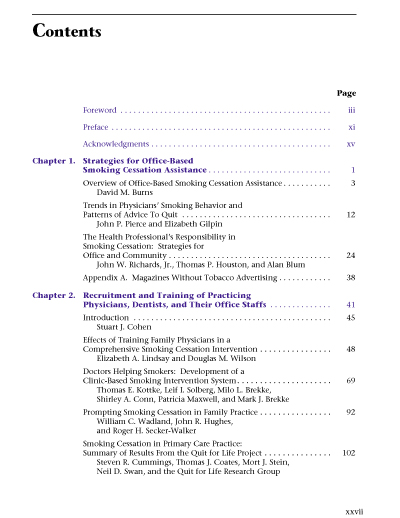 Contents
Page
Foreword . . . . . . . . . . . . . . . . . . . . . . . . . . . . . . . . . . . . . . . . . . . . . . . . iii
Preface . . . . . . . . . . . . . . . . . . . . . . . . . . . . . . . . . . . . . . . . . . . . . . . . . . xi
Acknowledgments . . . . . . . . . . . . . . . . . . . . . . . . . . . . . . . . . . . . . . . . . xv
Chapter 1. Strategies for Office-Based
Smoking Cessation Assistance . . . . . . . . . . . . . . . . . . . . . . . . . . . . 1
Overview of Office-Based Smoking Cessation Assistance . . . . . . . . . . . 3
David M. Burns
Trends in Physicians' Smoking Behavior and
Patterns of Advice To Quit . . . . . . . . . . . . . . . . . . . . . . . . . . . . . . . . . . 12
John P. Pierce and Elizabeth Gilpin
The Health Professional's Responsibility in
Smoking Cessation: Strategies for
Office and Community . . . . . . . . . . . . . . . . . . . . . . . . . . . . . . . . . . . . . 24
John W. Richards, Jr., Thomas P. Houston, and Alan Blum
Appendix A. Magazines Without Tobacco Advertising . . . . . . . . . . . . 38
Chapter 2. Recruitment and Training of Practicing
Physicians, Dentists, and Their Office Staffs . . . . . . . . . . . . . . 41
Introduction . . . . . . . . . . . . . . . . . . . . . . . . . . . . . . . . . . . . . . . . . . . . . 45
Stuart J. Cohen
Effects of Training Family Physicians in a
Comprehensive Smoking Cessation Intervention . . . . . . . . . . . . . . . . 48
Elizabeth A. Lindsay and Douglas M. Wilson
Doctors Helping Smokers: Development of a
Clinic-Based Smoking Intervention System . . . . . . . . . . . . . . . . . . . . . 69
Thomas E. Kottke, Leif I. Solberg, Milo L. Brekke,
Shirley A. Conn, Patricia Maxwell, and Mark J. Brekke
Prompting Smoking Cessation in Family Practice . . . . . . . . . . . . . . . . 92
William C. Wadland, John R. Hughes,
and Roger H. Secker-Walker
Smoking Cessation in Primary Care Practice:
Summary of Results From the Quit for Life Project . . . . . . . . . . . . . . . 102
Steven R. Cummings, Thomas J. Coates, Mort J. Stein,
Neil D. Swan, and the Quit for Life Research Group
xxvii